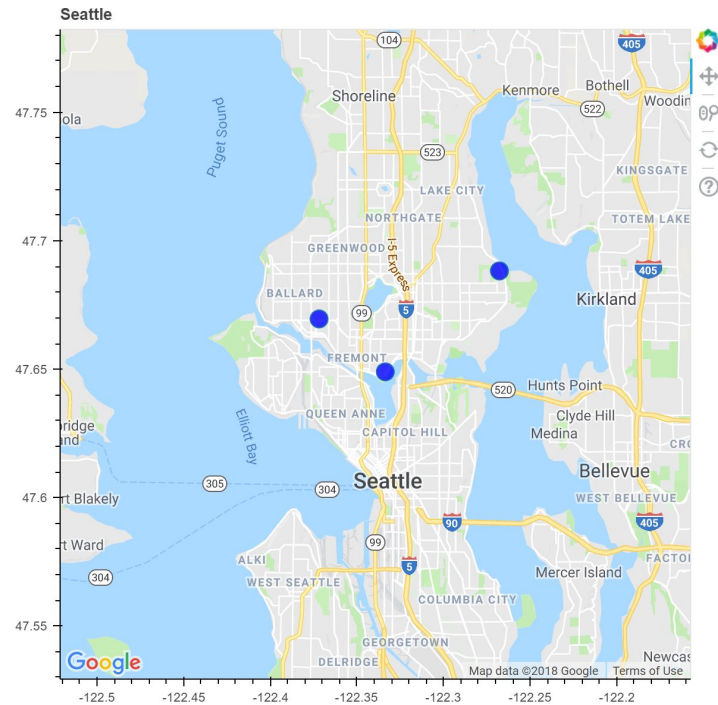 Seattle
104
405
Shoreline
Kenmore
Bothell
522
Woodin
ola
47.75
Puget Sound
523
KINGSGATE
LAKE CITY
NORTHGATE
TOTEM LAKE
47.7
GREENWOOD
I-5 Express
405
BALLARD
Kirkland
99
5
47.65
FREMONT
520
Hunts Point
QUEEN ANNE
Clyde Hill
bridge
and
Elliott Bay
CAPITOL HILL
Medina
CRO
Seattle
Bellevue
305
304
47.6
rt Blakely
WEST BELLEVUE
90
405
99
rt Ward
ALKI
FACTO
5
304
WEST SEATTLE
Mercer Island
COLUMBIA CITY
47.55
GEORGETOWN
DELRIDGE
Newcas
Google
Map data ©2018 Google
Terms of Use
-122.5
-122.45
-122.4
-122.35
-122.3
-122.25
-122.2